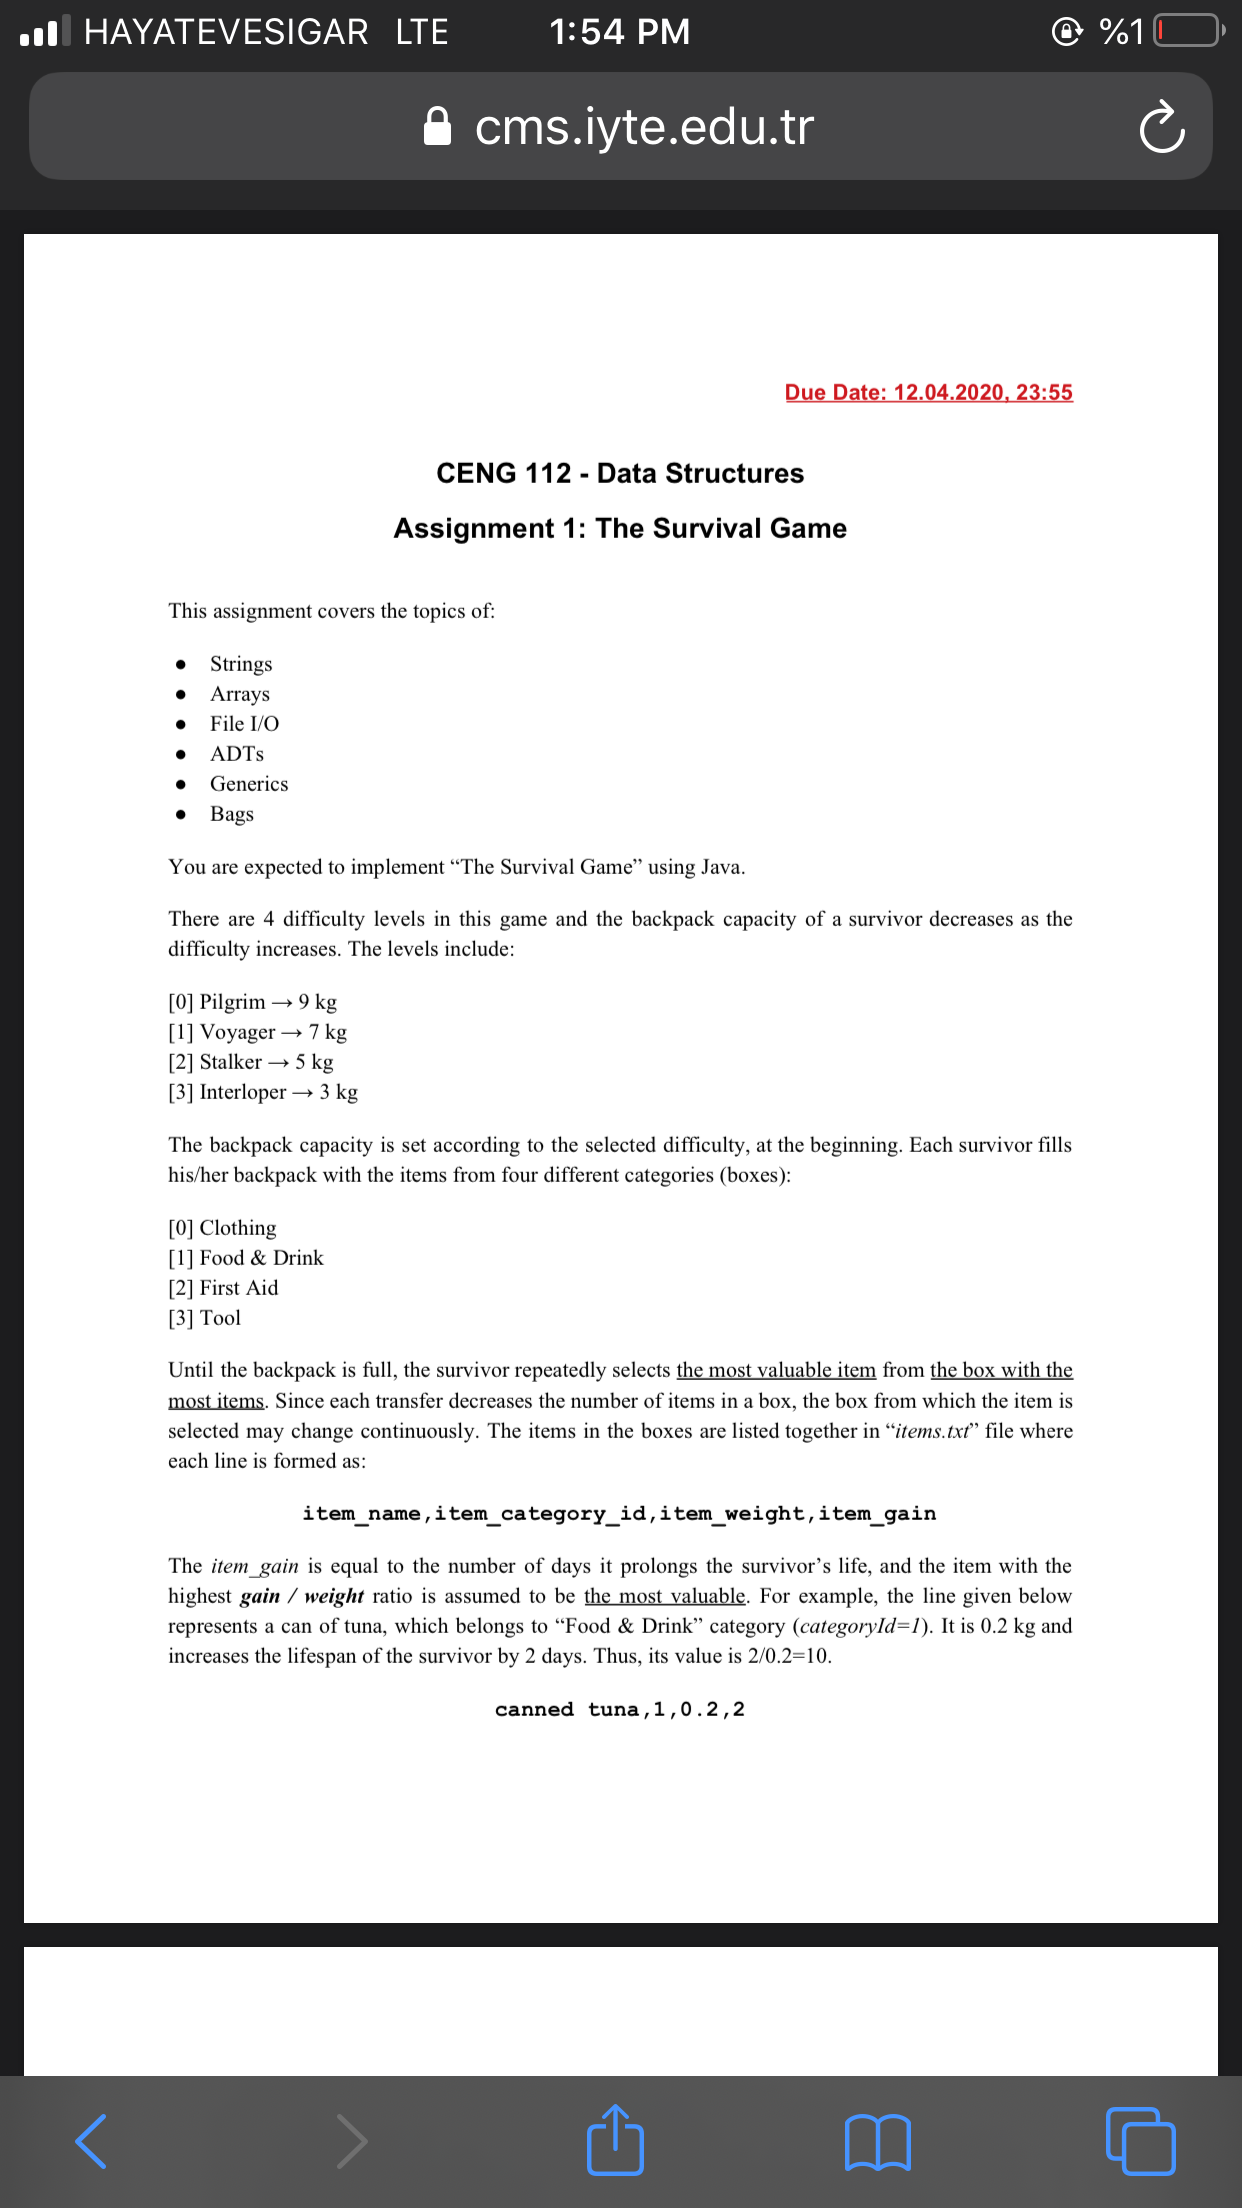 HAYATEVESIGAR LTE 1:54 PM %1
cms.iyte.edu.tr
Due Date: 12.04.2020, 23:55
CENG 112 - Data Structures
Assignment 1: The Survival Game
This assignment covers the topics of:
● Strings
● Arrays
● File I/O
● ADTs
● Generics
● Bags
You are expected to implement “The Survival Game” using Java.
There are 4 difficulty levels in this game and the backpack capacity of a survivor decreases as the
difficulty increases. The levels include:
[0] Pilgrim → 9 kg
[1] Voyager → 7 kg
[2] Stalker → 5 kg
[3] Interloper → 3 kg
The backpack capacity is set according to the selected difficulty, at the beginning. Each survivor fills
his/her backpack with the items from four different categories (boxes):
[0] Clothing
[1] Food & Drink
[2] First Aid
[3] Tool
Until the backpack is full, the survivor repeatedly selects the most valuable item from the box with the
most items. Since each transfer decreases the number of items in a box, the box from which the item is
selected may change continuously. The items in the boxes are listed together in “items.txt” file where
each line is formed as:
item_name,item_category_id,item_weight,item_gain
The item_gain is equal to the number of days it prolongs the survivor’s life, and the item with the
highest gain / weight ratio is assumed to be the most valuable. For example, the line given below
represents a can of tuna, which belongs to “Food & Drink” category (categoryId=1). It is 0.2 kg and
increases the lifespan of the survivor by 2 days. Thus, its value is 2/0.2=10.
canned tuna,1,0.2,2